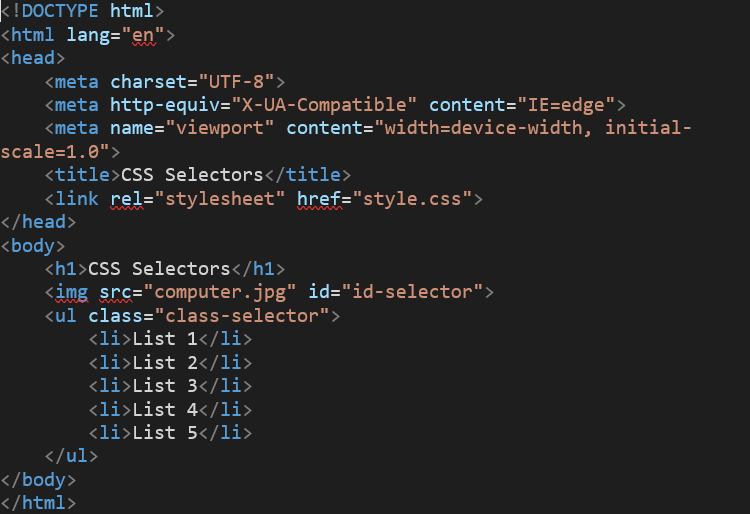 <!DOCTYPE html>
<html lang="en">
<head>
    <meta charset="UTF-8">
    <meta http-equiv="X-UA-Compatible" content="IE=edge">
    <meta name="viewport" content="width=device-width, initial-
scale=1.0">
    <title>CSS Selectors</title>
    <link rel="stylesheet" href="style.css">
</head>
<body>
    <h1>CSS Selectors</h1>
    <img src="computer.jpg" id="id-selector">
    <ul class="class-selector">
        <li>List 1</li>
        <li>List 2</li>
        <li>List 3</li>
        <li>List 4</li>
        <li>List 5</li>
    </ul>
</body>
</html>